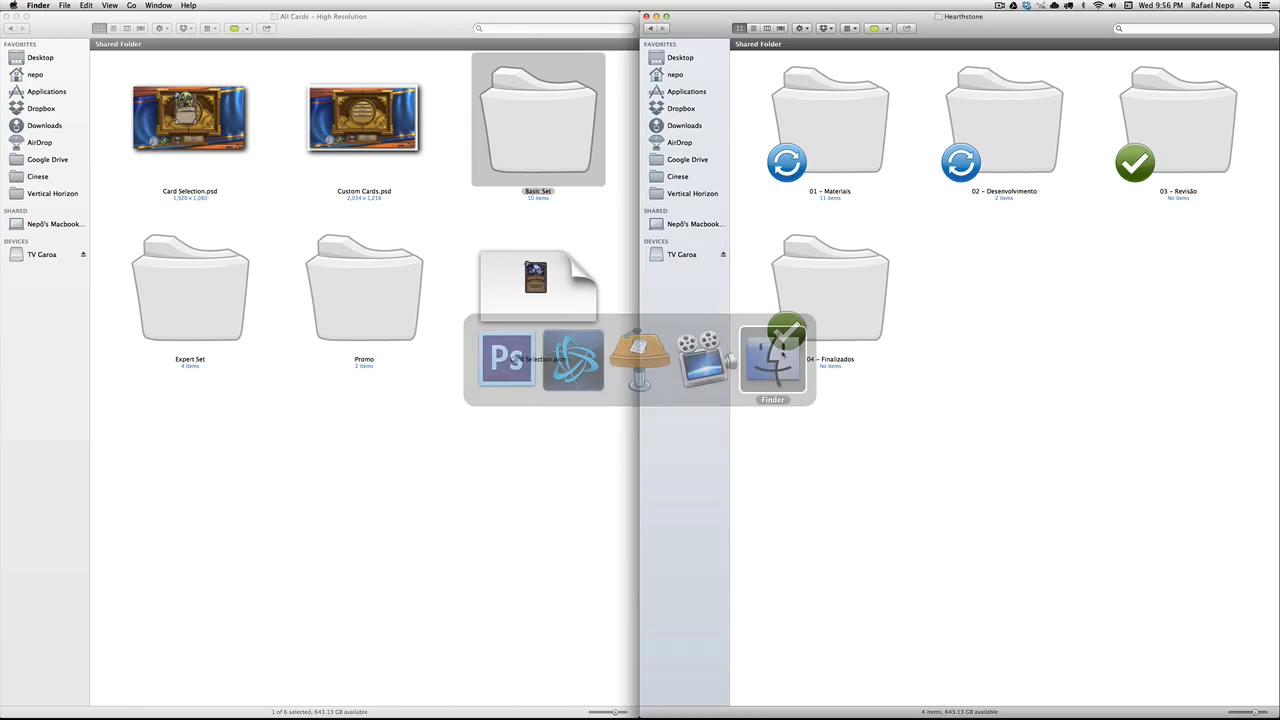 Finder File Edit View Go Window Help
Wed 9:56 PM Rafael Nepo
All Cards - High Resolution
Shared Folder
FAVORITES
Desktop
nepo
Applications
Dropbox
Downloads
AirDrop
Google Drive
Cinese
Vertical Horizon
SHARED
Nepô's Macbook...
DEVICES
TV Garoa
Card Selection.psd
1,920 × 1,080
Custom Cards.psd
2,034 × 1,216
Basic Set
10 items
Expert Set
4 items
Promo
2 items
1 of 6 selected, 643.13 GB available
Hearthstone
Shared Folder
FAVORITES
Desktop
nepo
Applications
Dropbox
Downloads
AirDrop
Google Drive
Cinese
Vertical Horizon
SHARED
Nepô's Macbook...
DEVICES
TV Garoa
01 - Materiais
11 items
02 - Desenvolvimento
2 items
03 - Revisão
No items
04 - Finalizados
No items
4 items, 643.13 GB available
Ps
Finder